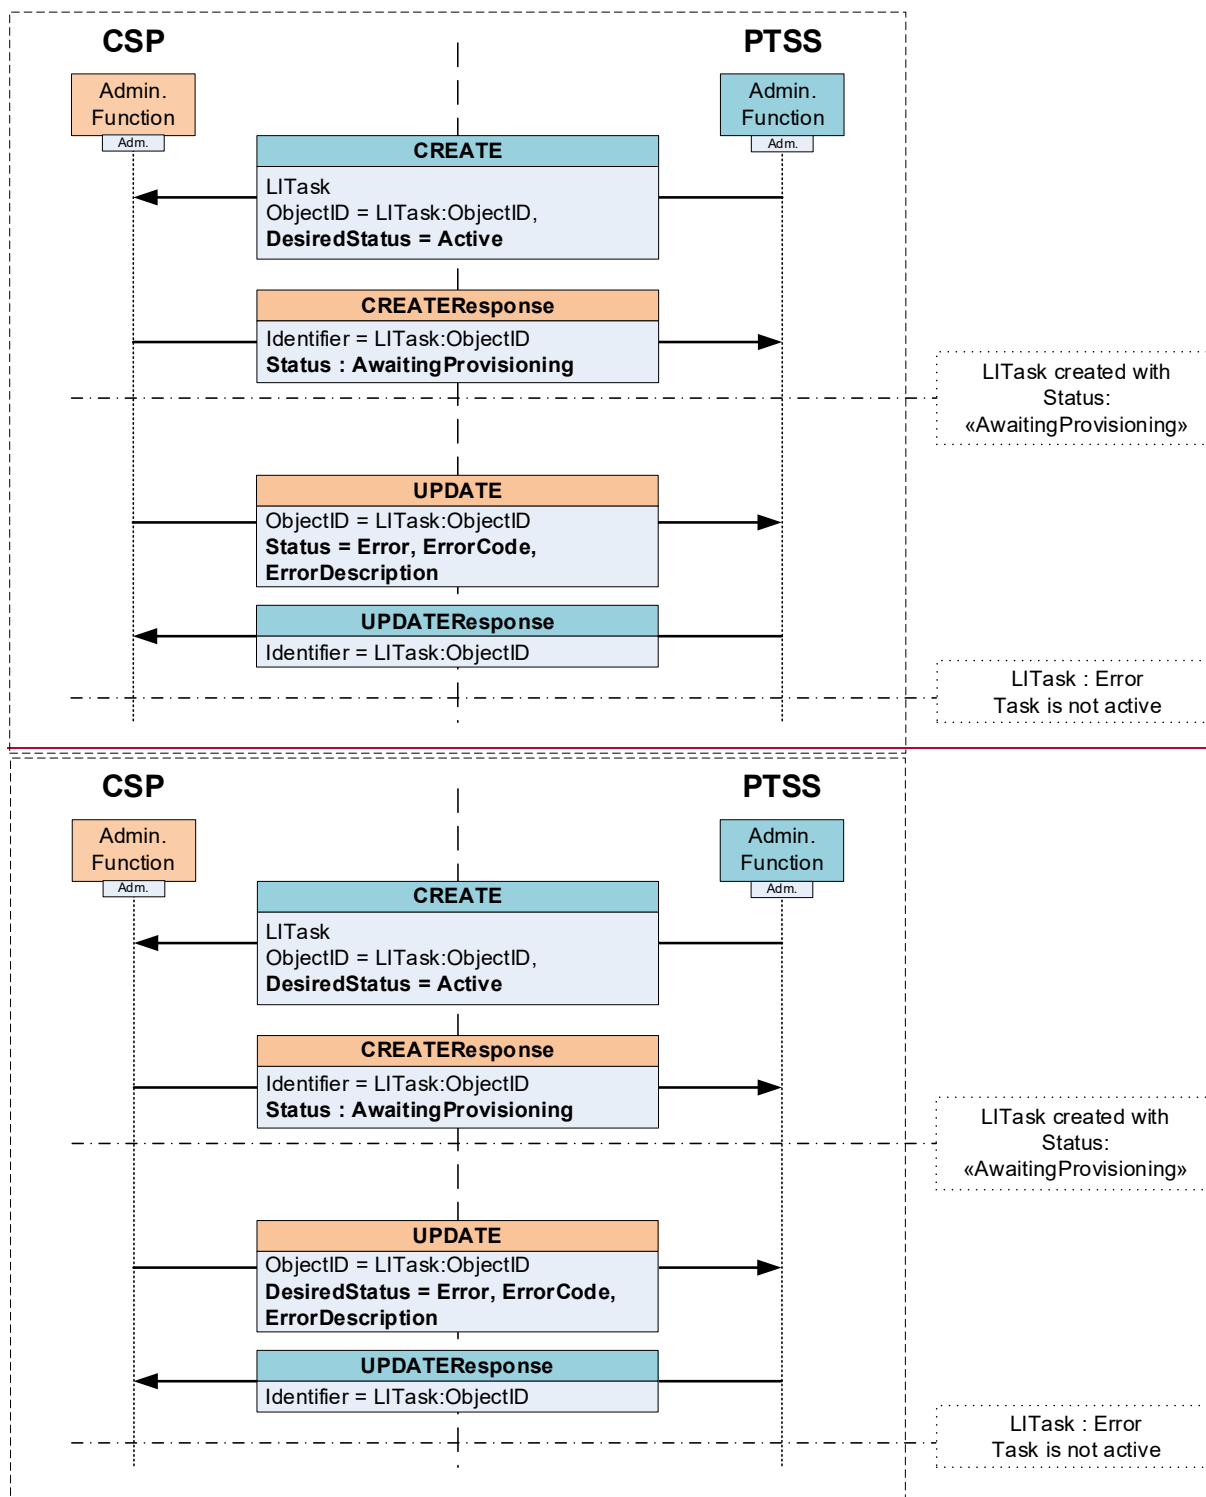 CSP
PTSS
Admin.
Function
Adm.
Admin.
Function
Adm.
CREATE
LITask
ObjectID = LITask:ObjectID,
DesiredStatus = Active
CREATEResponse
Identifier = LITask:ObjectID
Status : AwaitingProvisioning
LITask created with
Status:
«AwaitingProvisioning»
UPDATE
ObjectID = LITask:ObjectID
Status = Error, ErrorCode,
ErrorDescription
UPDATEResponse
Identifier = LITask:ObjectID
LITask : Error
Task is not active
CSP
PTSS
Admin.
Function
Adm.
Admin.
Function
Adm.
CREATE
LITask
ObjectID = LITask:ObjectID,
DesiredStatus = Active
CREATEResponse
Identifier = LITask:ObjectID
Status : AwaitingProvisioning
LITask created with
Status:
«AwaitingProvisioning»
UPDATE
ObjectID = LITask:ObjectID
DesiredStatus = Error, ErrorCode,
ErrorDescription
UPDATEResponse
Identifier = LITask:ObjectID
LITask : Error
Task is not active